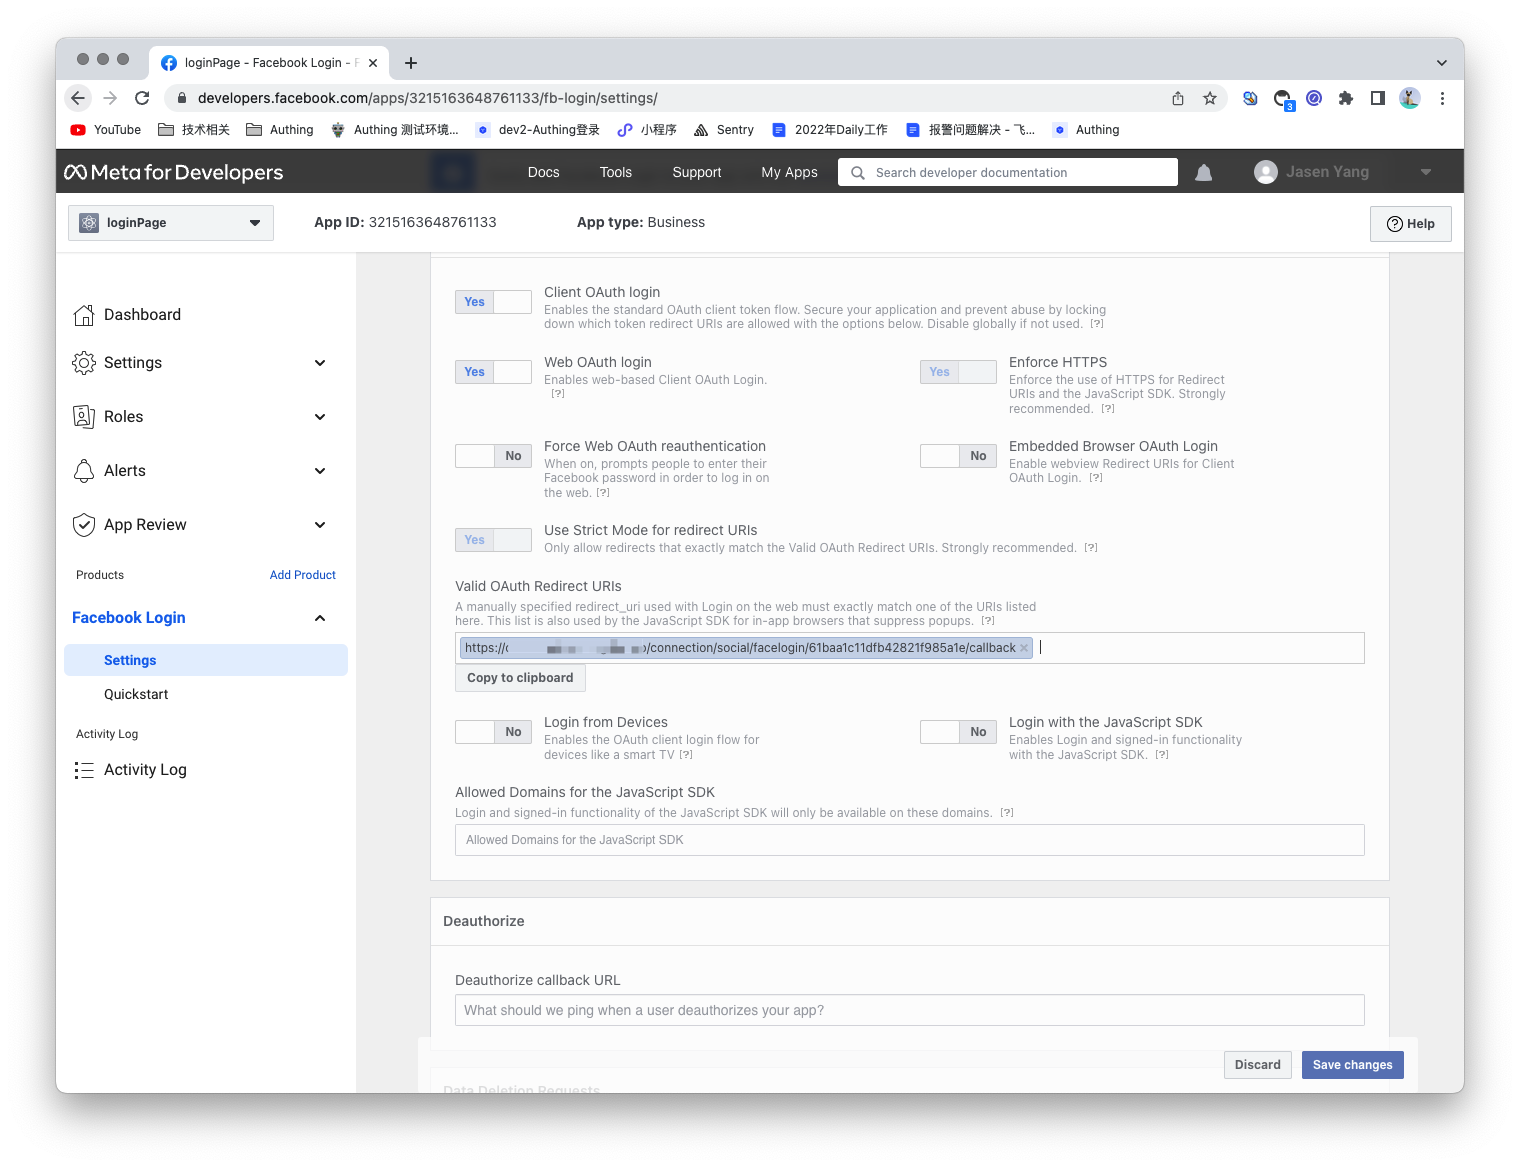 loginPage - Facebook Login - F
developers.facebook.com/apps/3215163648761133/fb-login/settings/
3
YouTube
技术相关
Authing
Authing 测试环境...
dev2-Authing登录
小程序
Sentry
2022年Daily工作
报警问题解决 - 飞...
Authing
Meta for Developers
Docs
Tools
Support
My Apps
Search developer documentation
Jasen Yang
loginPage
App ID: 3215163648761133
App type: Business
Help
Dashboard
Settings
Roles
Alerts
App Review
Products
Add Product
Facebook Login
Settings
Quickstart
Activity Log
Activity Log
Yes
Client OAuth login
Enables the standard OAuth client token flow. Secure your application and prevent abuse by locking
down which token redirect URIs are allowed with the options below. Disable globally if not used. [?]
Yes
Web OAuth login
Enables web-based Client OAuth Login.
[?]
Yes
Enforce HTTPS
Enforce the use of HTTPS for Redirect
URIs and the JavaScript SDK. Strongly
recommended. [?]
No
Force Web OAuth reauthentication
When on, prompts people to enter their
Facebook password in order to log in on
the web. [?]
No
Embedded Browser OAuth Login
Enable webview Redirect URIs for Client
OAuth Login. [?]
Yes
Use Strict Mode for redirect URIs
Only allow redirects that exactly match the Valid OAuth Redirect URIs. Strongly recommended. [?]
Valid OAuth Redirect URIs
A manually specified redirect_uri used with Login on the web must exactly match one of the URIs listed
here. This list is also used by the JavaScript SDK for in-app browsers that suppress popups. [?]
https:// /connection/social/facelogin/61baa1c11dfb42821f985a1e/callback
Copy to clipboard
No
Login from Devices
Enables the OAuth client login flow for
devices like a smart TV [?]
No
Login with the JavaScript SDK
Enables Login and signed-in functionality
with the JavaScript SDK. [?]
Allowed Domains for the JavaScript SDK
Login and signed-in functionality of the JavaScript SDK will only be available on these domains. [?]
Allowed Domains for the JavaScript SDK
Deauthorize
Deauthorize callback URL
What should we ping when a user deauthorizes your app?
Discard
Save changes
Data Deletion Requests